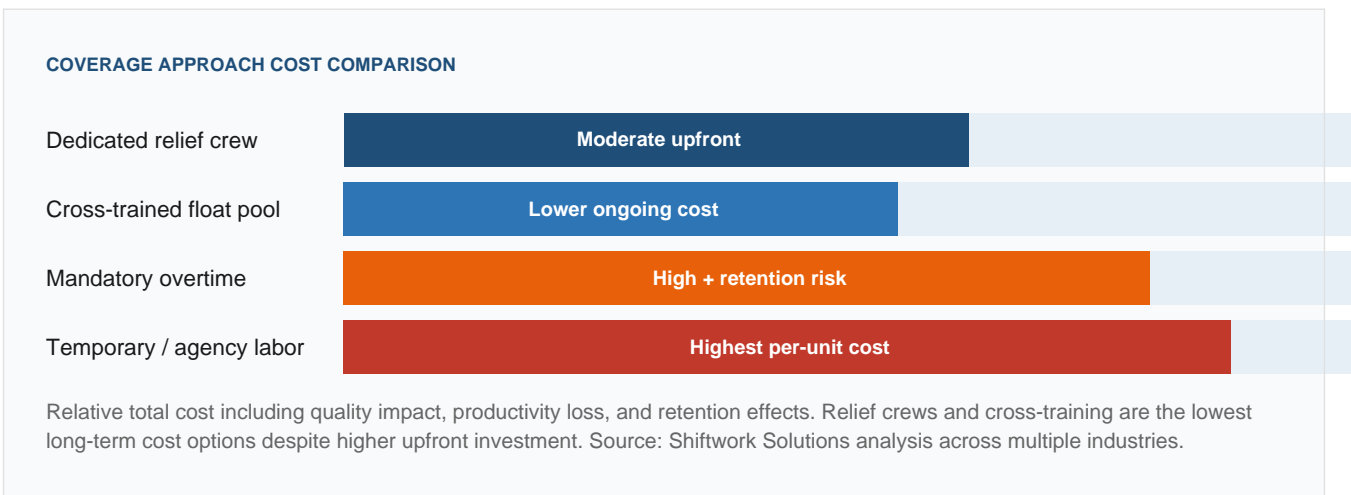 COVERAGE APPROACH COST COMPARISON
Dedicated relief crew
Moderate upfront
Cross-trained float pool
Lower ongoing cost
Mandatory overtime
High + retention risk
Temporary / agency labor
Highest per-unit cost
Relative total cost including quality impact, productivity loss, and retention effects. Relief crews and cross-training are the lowest
long-term cost options despite higher upfront investment. Source: Shiftwork Solutions analysis across multiple industries.